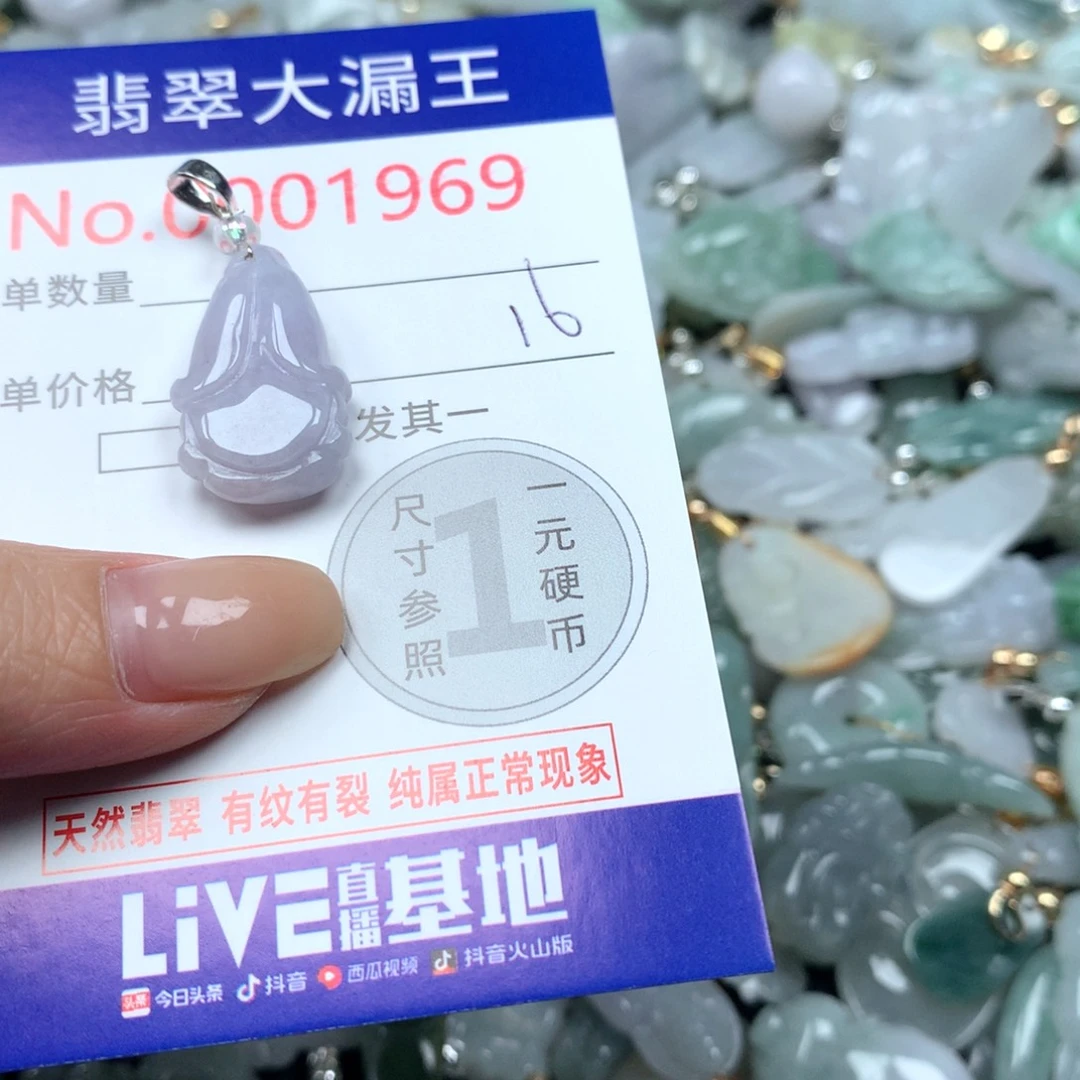 翡翠大漏王
No.0001969
单数量
16
单价格
发其一
尺寸参照
1
一元硬币
天然翡翠 有纹有裂 纯属正常现象
LiVE直播基地
头条 今日头条 抖音 西瓜视频 抖音火山版